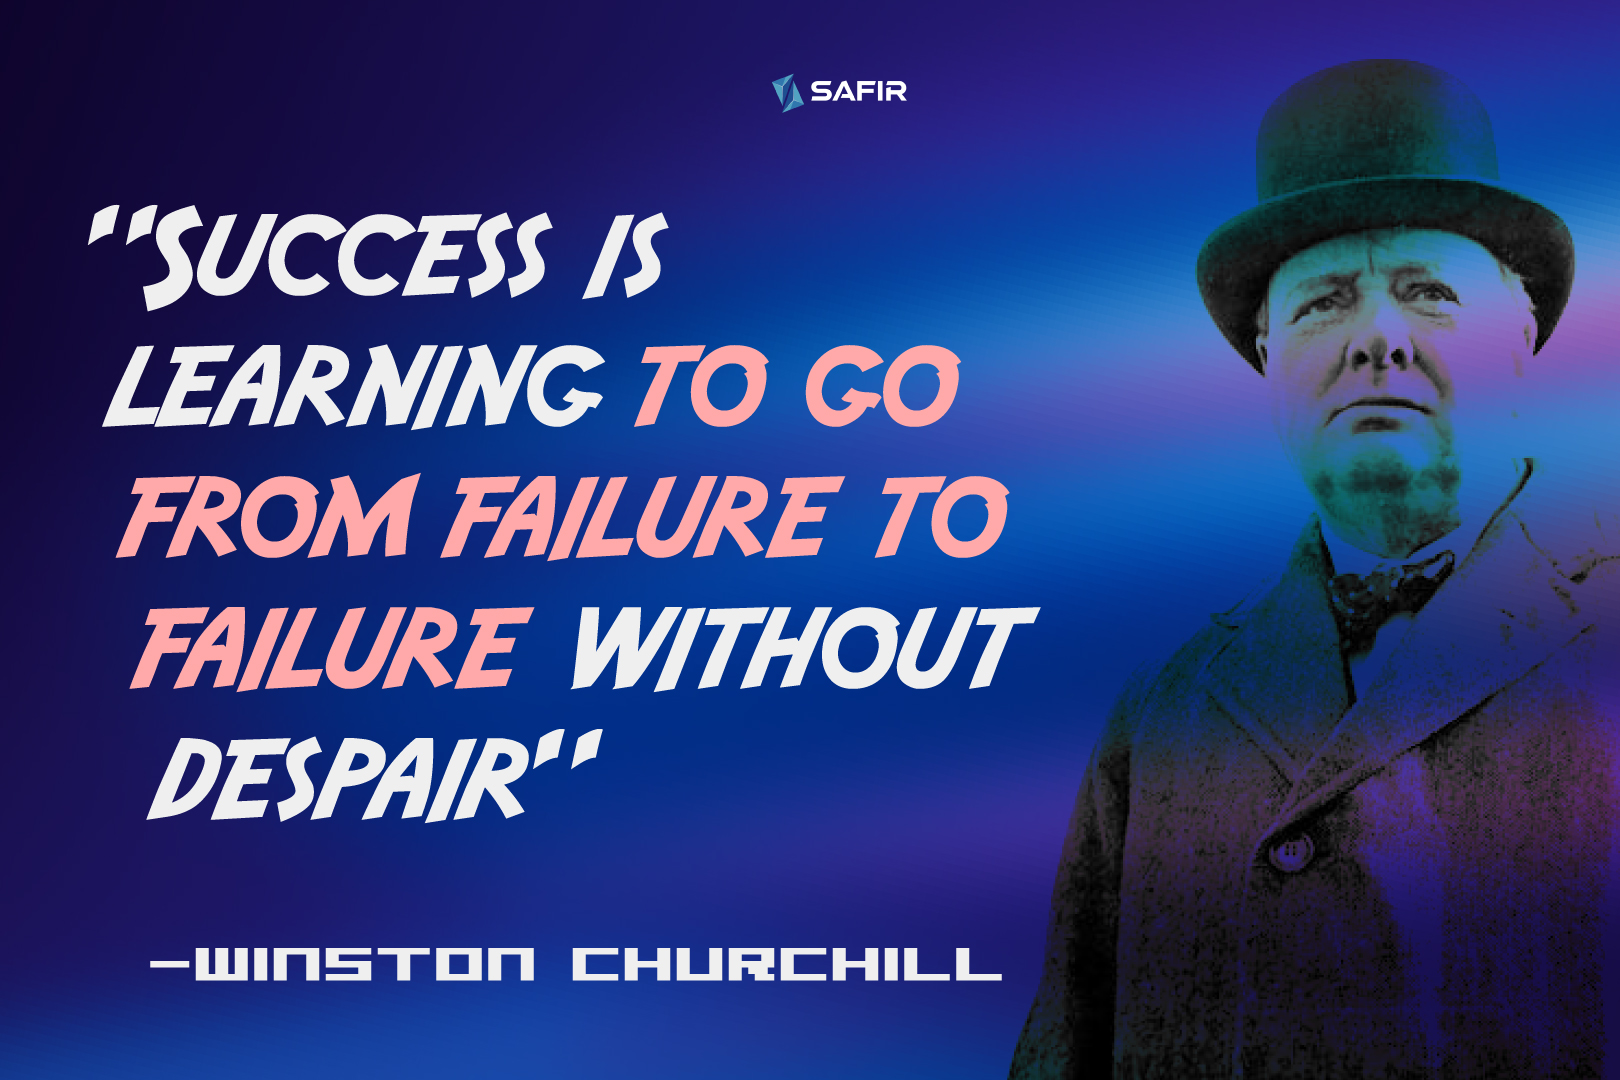 SAFIR
"SUCCESS IS
LEARNING TO GO
FROM FAILURE TO
FAILURE WITHOUT
DESPAIR"
-WINSTON CHURCHILL